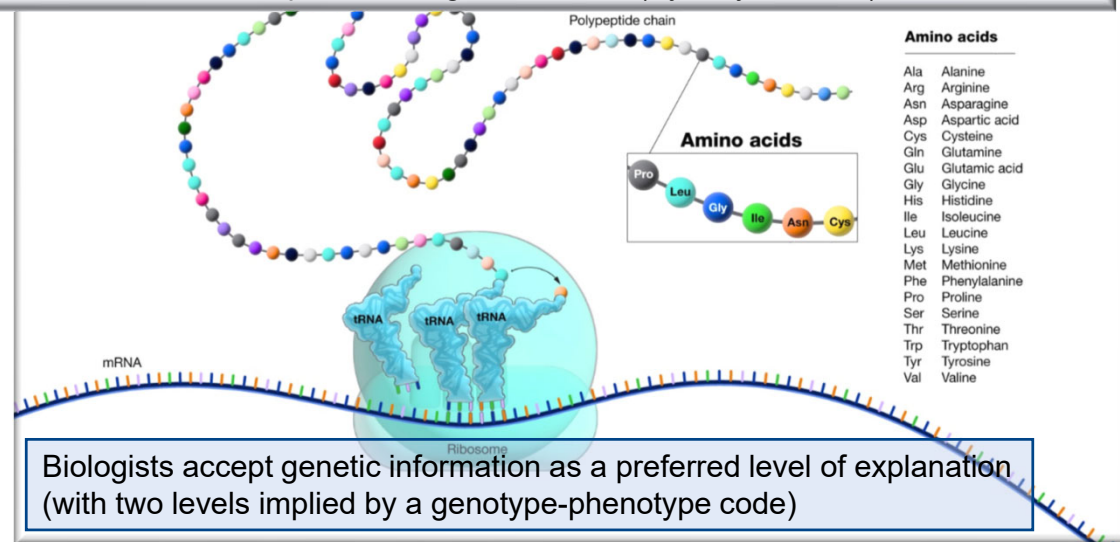 Polypeptide chain
Amino acids
Ala Alanine
Arg Arginine
Asn Asparagine
Asp Aspartic acid
Cys Cysteine
Gln Glutamine
Glu Glutamic acid
Gly Glycine
His Histidine
Ile Isoleucine
Leu Leucine
Lys Lysine
Met Methionine
Phe Phenylalanine
Pro Proline
Ser Serine
Thr Threonine
Trp Tryptophan
Tyr Tyrosine
Val Valine
Amino acids
Pro
Leu
Gly
Ile
Asn
Cys
tRNA
tRNA
tRNA
mRNA
Ribosome
Biologists accept genetic information as a preferred level of explanation
(with two levels implied by a genotype-phenotype code)